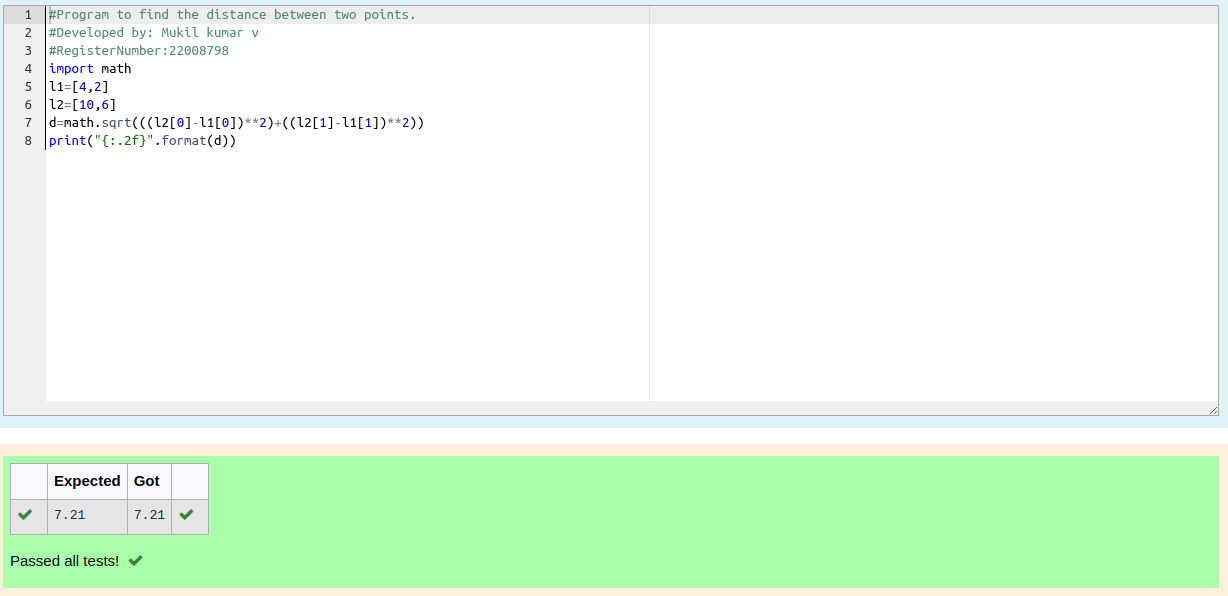 1 #Program to find the distance between two points.
2 #Developed by: Mukil kumar v
3 #RegisterNumber:22008798
4 import math
5 l1=[4,2]
6 l2=[10,6]
7 d=math.sqrt(((l2[0]-l1[0])**2)+((l2[1]-l1[1])**2))
8 print("{:.2f}".format(d))
Expected Got
7.21 7.21
Passed all tests!